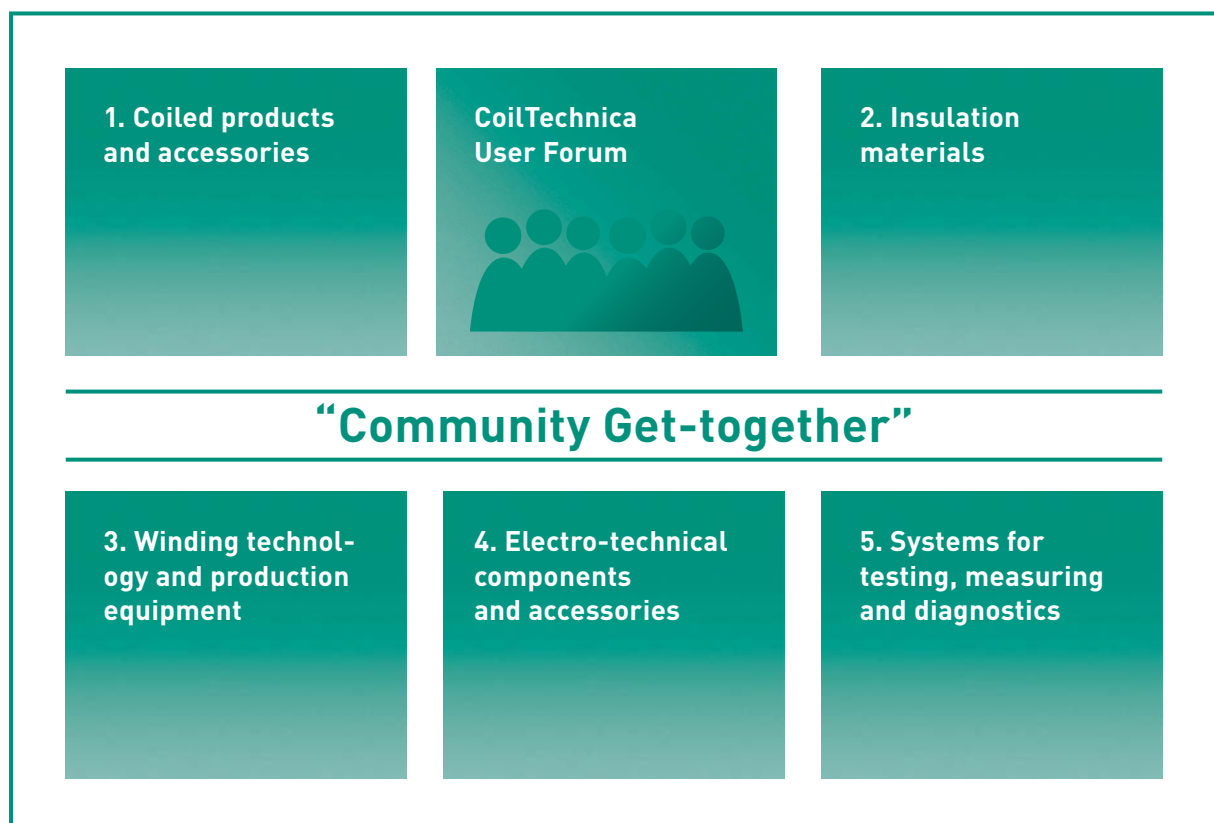 1. Coiled products
and accessories
CoilTechnica
User Forum
2. Insulation
materials
“Community Get-together”
3. Winding technol-
ogy and production
equipment
4. Electro-technical
components
and accessories
5. Systems for
testing, measuring
and diagnostics